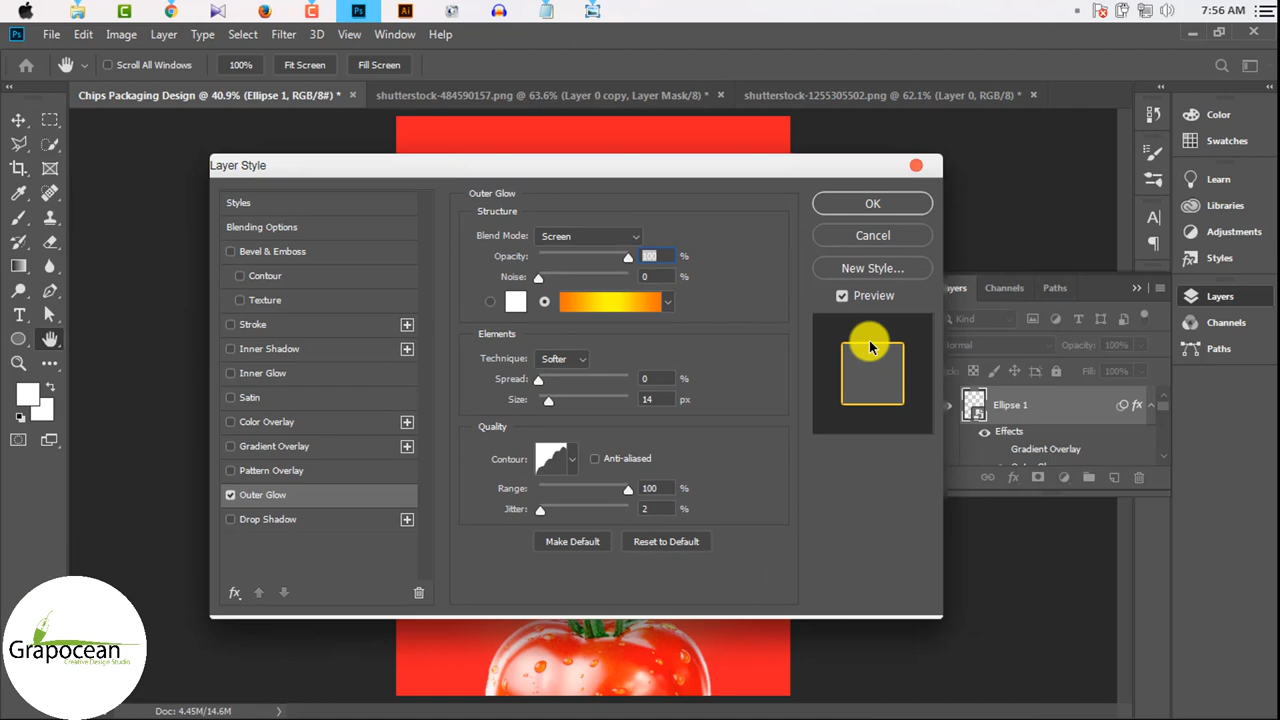 7:56 AM
Ps File Edit Image Layer Type Select Filter 3D View Window Help
Scroll All Windows 100% Fit Screen Fill Screen
Chips Packaging Design @ 40.9% (Ellipse 1, RGB/8#) * shutterstock-484590157.png @ 63.6% (Layer 0 copy, Layer Mask/8) * shutterstock-1255305502.png @ 62.1% (Layer 0, RGB/8) *
Layer Style
Styles
Blending Options
Bevel & Emboss
Contour
Texture
Stroke
Inner Shadow
Inner Glow
Satin
Color Overlay
Gradient Overlay
Pattern Overlay
Outer Glow
Drop Shadow
fx
Outer Glow
Structure
Blend Mode: Screen
Opacity: 100 %
Noise: 0 %
Elements
Technique: Softer
Spread: 0 %
Size: 14 px
Quality
Contour: Anti-aliased
Range: 100 %
Jitter: 2 %
Make Default Reset to Default
OK
Cancel
New Style...
Preview
Color
Swatches
Learn
Libraries
Adjustments
Styles
Layers
Channels
Paths
ayers Channels Paths
Kind
Normal Opacity: 100%
Fill: 100%
Ellipse 1 fx
Effects
Gradient Overlay
Grapocean
Creative Design Studio
Doc: 4.45M/14.6M